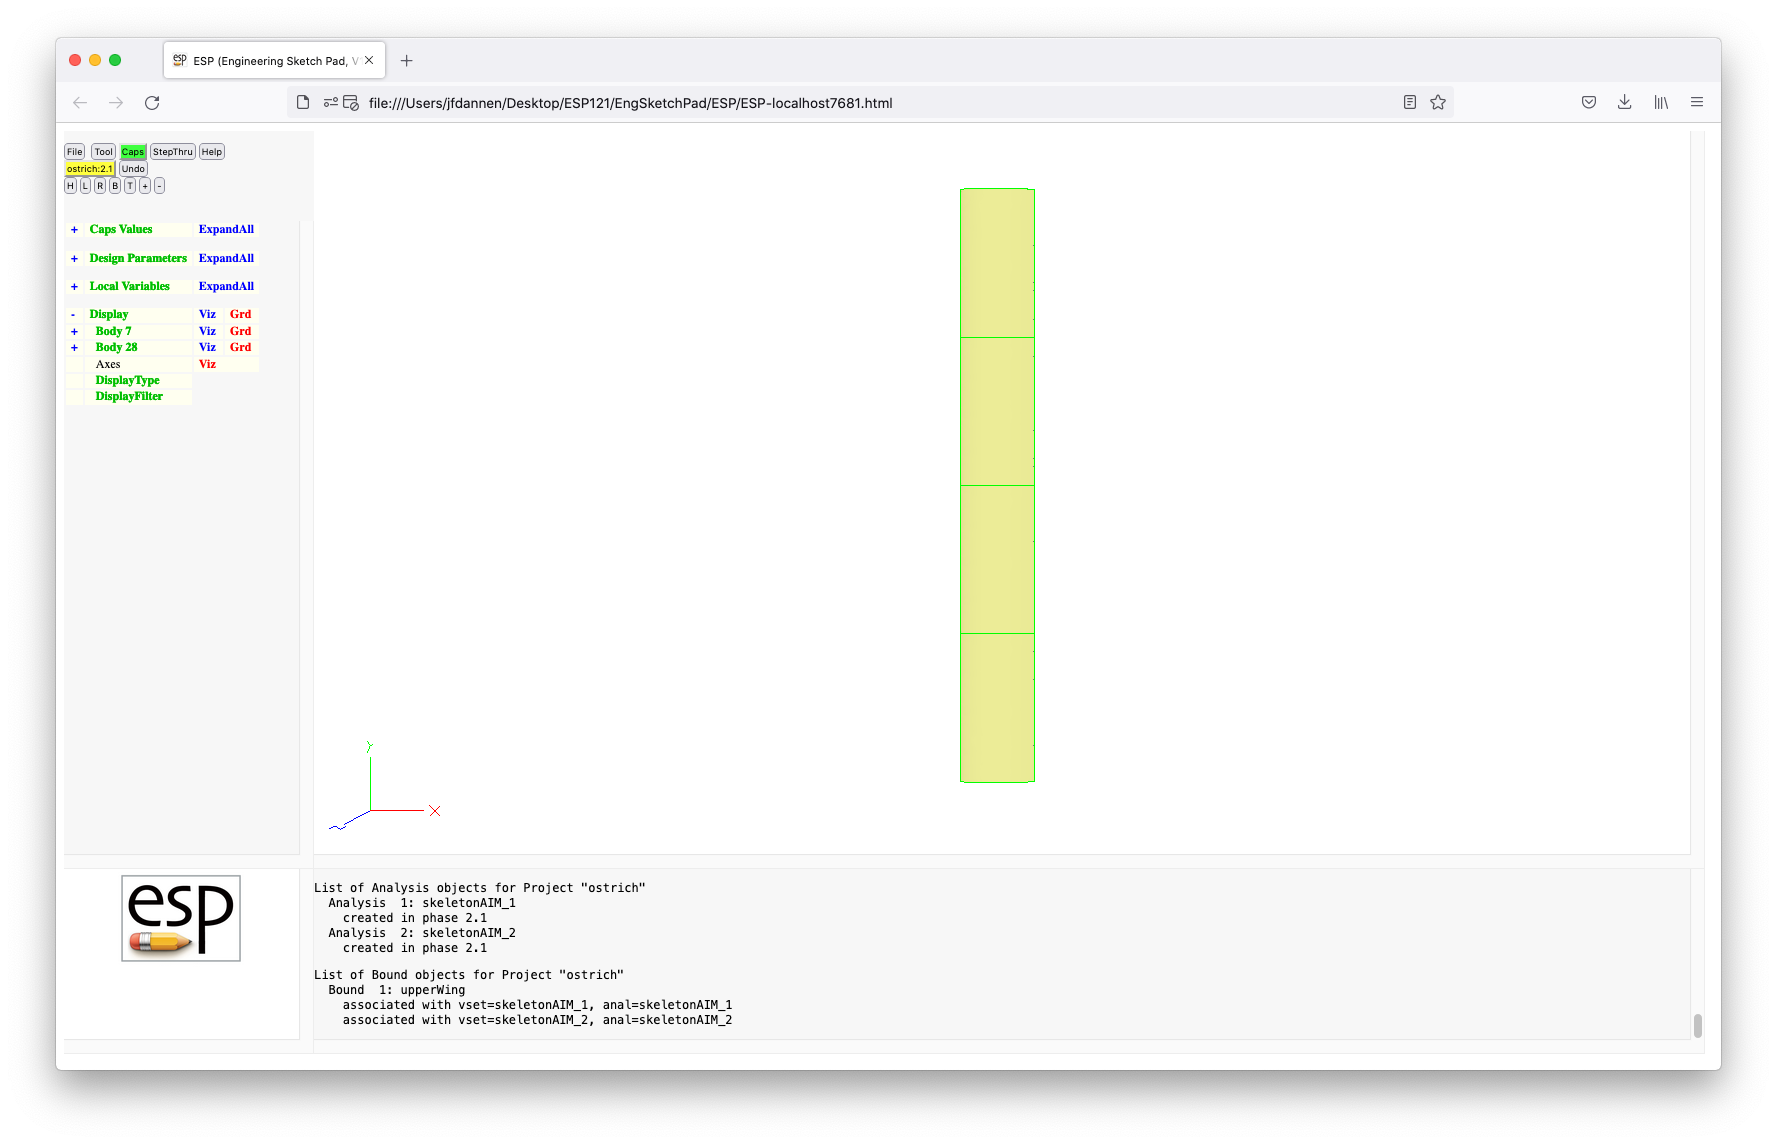 esp ESP (Engineering Sketch Pad, V
file:///Users/jfdannen/Desktop/ESP121/EngSketchPad/ESP/ESP-localhost7681.html
File Tool Caps StepThru Help
ostrich:2.1 Undo
H L R B T + -
+ Caps Values ExpandAll
+ Design Parameters ExpandAll
+ Local Variables ExpandAll
- Display Viz Grd
+ Body 7 Viz Grd
+ Body 28 Viz Grd
Axes Viz
DisplayType
DisplayFilter
Y
X
esp
List of Analysis objects for Project "ostrich"
Analysis 1: skeletonAIM_1
created in phase 2.1
Analysis 2: skeletonAIM_2
created in phase 2.1
List of Bound objects for Project "ostrich"
Bound 1: upperWing
associated with vset=skeletonAIM_1, anal=skeletonAIM_1
associated with vset=skeletonAIM_2, anal=skeletonAIM_2